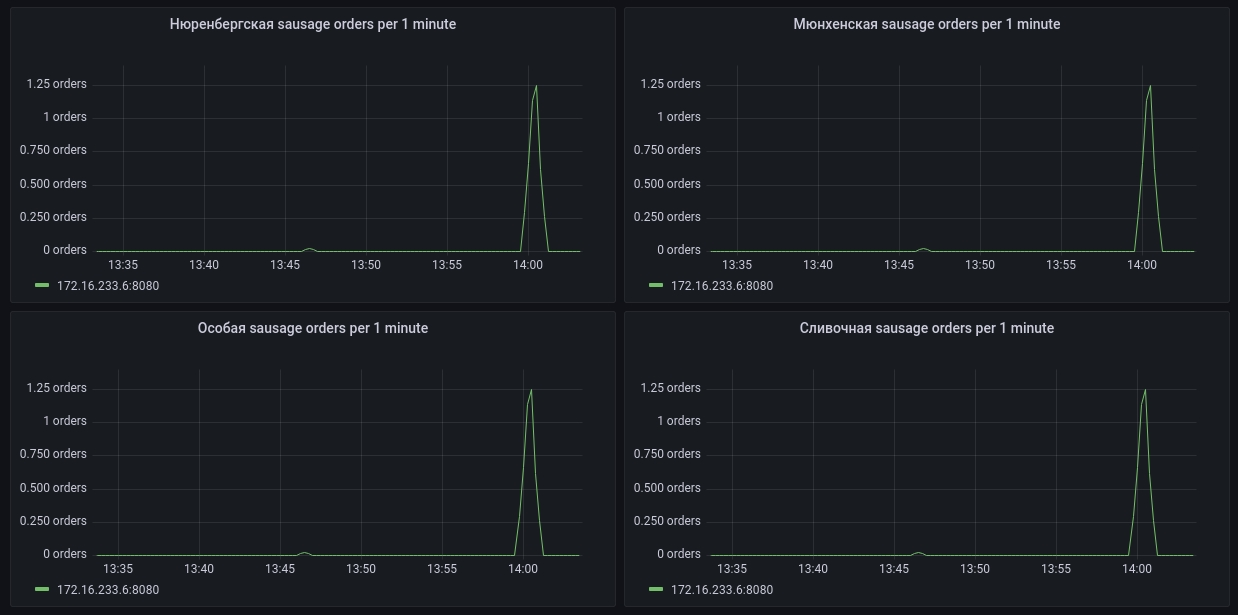 Нюренбергская sausage orders per 1 minute
1.25 orders
1 orders
0.750 orders
0.500 orders
0.250 orders
0 orders
13:35 13:40 13:45 13:50 13:55 14:00
172.16.233.6:8080
Мюнхенская sausage orders per 1 minute
1.25 orders
1 orders
0.750 orders
0.500 orders
0.250 orders
0 orders
13:35 13:40 13:45 13:50 13:55 14:00
172.16.233.6:8080
Особая sausage orders per 1 minute
1.25 orders
1 orders
0.750 orders
0.500 orders
0.250 orders
0 orders
13:35 13:40 13:45 13:50 13:55 14:00
172.16.233.6:8080
Сливочная sausage orders per 1 minute
1.25 orders
1 orders
0.750 orders
0.500 orders
0.250 orders
0 orders
13:35 13:40 13:45 13:50 13:55 14:00
172.16.233.6:8080